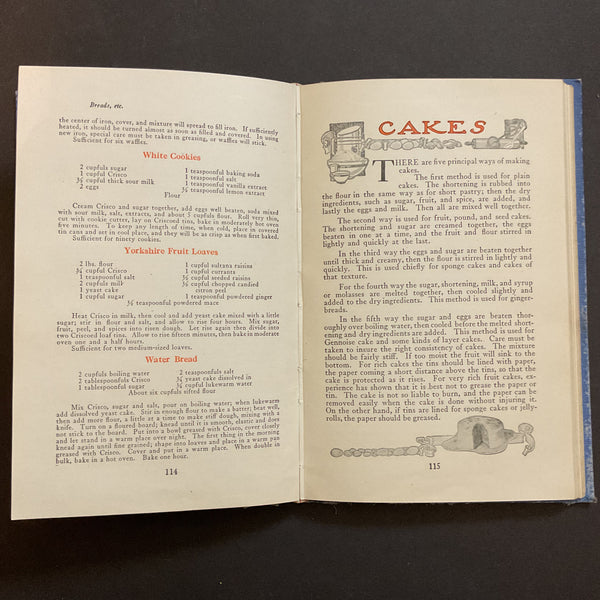 Breads, etc.
the center of iron, cover, and mixture will spread to fill iron. If sufficiently
heated, it should be turned almost as soon as filled and covered. In using
new iron, special care must be taken in greasing, or waffles will stick.
Sufficient for six waffles.
White Cookies
2 cupfuls sugar
1 cupful Crisco
¾ cupful thick sour milk
2 eggs
1 teaspoonful baking soda
1 teaspoonful salt
1 teaspoonful vanilla extract
½ teaspoonful lemon extract
Flour
Cream Crisco and sugar together, add eggs well beaten, soda mixed
with sour milk, salt, extracts, and about 5 cupfuls flour. Roll very thin,
cut with cookie cutter, lay on Criscoed tins, bake in moderately hot oven
five minutes. To keep any length of time, when cold, place in covered
tin cans and set in cool place, and they will be as crisp as when first baked.
Sufficient for ninety cookies.
Yorkshire Fruit Loaves
2 lbs. flour
¾ cupful Crisco
1 teaspoonful salt
2 cupfuls milk
1 yeast cake
1 cupful sugar
1 cupful sultana raisins
1 cupful currants
½ cupful seeded raisins
½ cupful chopped candied
citron peel
1 teaspoonful powdered ginger
½ teaspoonful powdered mace
Heat Crisco in milk, then cool and add yeast cake mixed with a little
sugar; stir in flour and salt, and allow to rise four hours. Add sugar,
fruit, peel, and spices into risen dough. Let rise again then divide into
two Criscoed loaf tins. Allow to rise fifteen minutes, then bake in moderate
oven one and a half hours.
Sufficient for two medium-sized loaves.
Water Bread
2 cupfuls boiling water
2 tablespoonfuls Crisco
1 tablespoonful sugar
2 teaspoonfuls salt
yeast cake dissolved in
cupful lukewarm water
About six cupfuls sifted flour
Mix Crisco, sugar, and salt, pour on boiling water; when lukewarm
add dissolved yeast cake. Stir in enough flour to make a batter; beat well,
then add more flour, a little at a time to make stiff dough, mixing with a
knife. Turn on a floured board; knead until it is smooth, elastic and does
not stick to the board. Put into a bowl greased with Crisco, cover closely
and let stand in a warm place over night. The first thing in the morning
knead again until fine grained; shape into loaves and place in a warm pan
greased with Crisco. Cover and put in a warm place. When double in
bulk, bake in a hot oven. Bake one hour.
114
CAKES
THERE are five principal ways of making
cakes.
The first method is used for plain
cakes. The shortening is rubbed into
the flour in the same way as for short pastry; then the dry
ingredients, such as sugar, fruit, and spice, are added, and
lastly the eggs and milk. Then all are mixed well together.
The second way is used for fruit, pound, and seed cakes.
The shortening and sugar are creamed together, the eggs
beaten in one at a time, and the fruit and flour stirred in
lightly and quickly at the last.
In the third way the eggs and sugar are beaten together
until thick and creamy, then the flour is stirred in lightly and
quickly. This is used chiefly for sponge cakes and cakes of
that texture.
For the fourth way the sugar, shortening, milk, and syrup
or molasses are melted together, then cooled slightly and
added to the dry ingredients. This method is used for ginger-
breads.
In the fifth way the sugar and eggs are beaten thor-
oughly over boiling water, then cooled before the melted short-
ening and dry ingredients are added. This method is used for
Gennoise cake and some kinds of layer cakes. Care must be
taken to insure the right consistency of cakes. The mixture
should be fairly stiff. If too moist the fruit will sink to the
bottom. For rich cakes the tins should be lined with paper,
the paper coming a short distance above the tins, so that the
cake is protected as it rises. For very rich fruit cakes, ex-
perience has shown that it is best not to grease the paper or
tin. The cake is not so liable to burn, and the paper can be
removed easily when the cake is done without injuring it.
On the other hand, if tins are lined for sponge cakes or jelly-
rolls, the paper should be greased.
115